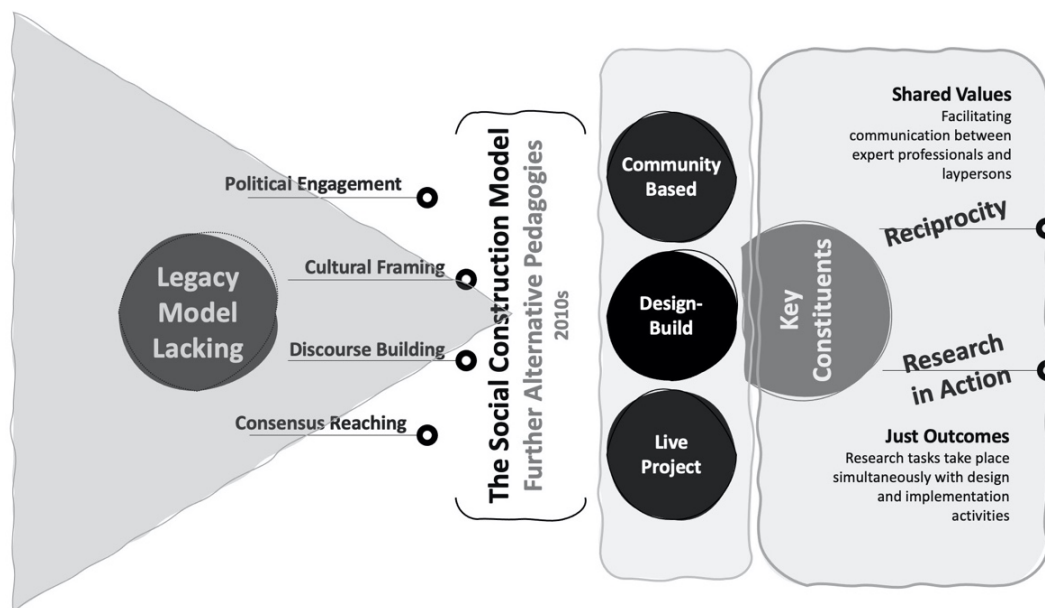 Legacy
Model
Lacking
Political Engagement
Cultural Framing
Discourse Building
Consensus Reaching
The Social Construction Model
Further Alternative Pedagogies
2010s
Community
Based
Design-
Build
Live
Project
Key
Constituents
Shared Values
Facilitating
communication between
expert professionals and
laypersons
Reciprocity
Research
in Action
Just Outcomes
Research tasks take place
simultaneously with design
and implementation
activities